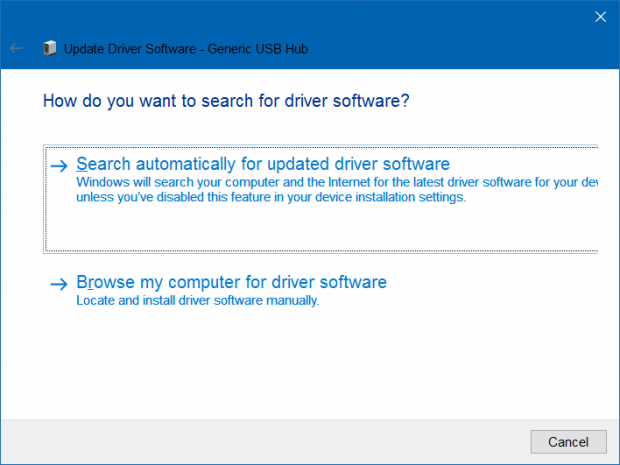 Update Driver Software - Generic USB Hub
How do you want to search for driver software?
Search automatically for updated driver software
Windows will search your computer and the Internet for the latest driver software for your
unless you've disabled this feature in your device installation settings.
Browse my computer for driver software
Locate and install driver software manually.
Cancel